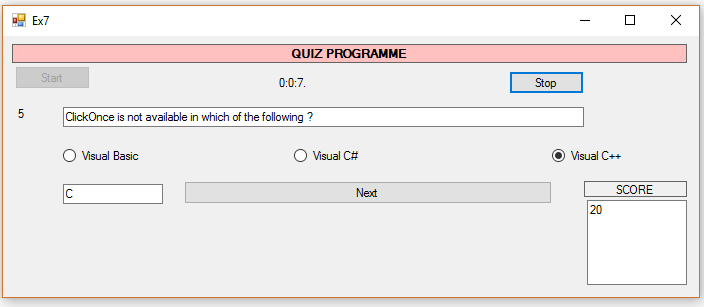 Ex7
QUIZ PROGRAMME
Start
0:0:7.
Stop
5
ClickOnce is not available in which of the following ?
Visual Basic
Visual C#
Visual C++
C
Next
SCORE
20